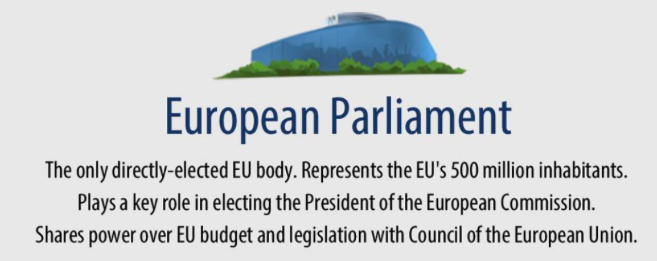 European Parliament
The only directly-elected EU body. Represents the EU's 500 million inhabitants.
Plays a key role in electing the President of the European Commission.
Shares power over EU budget and legislation with Council of the European Union.